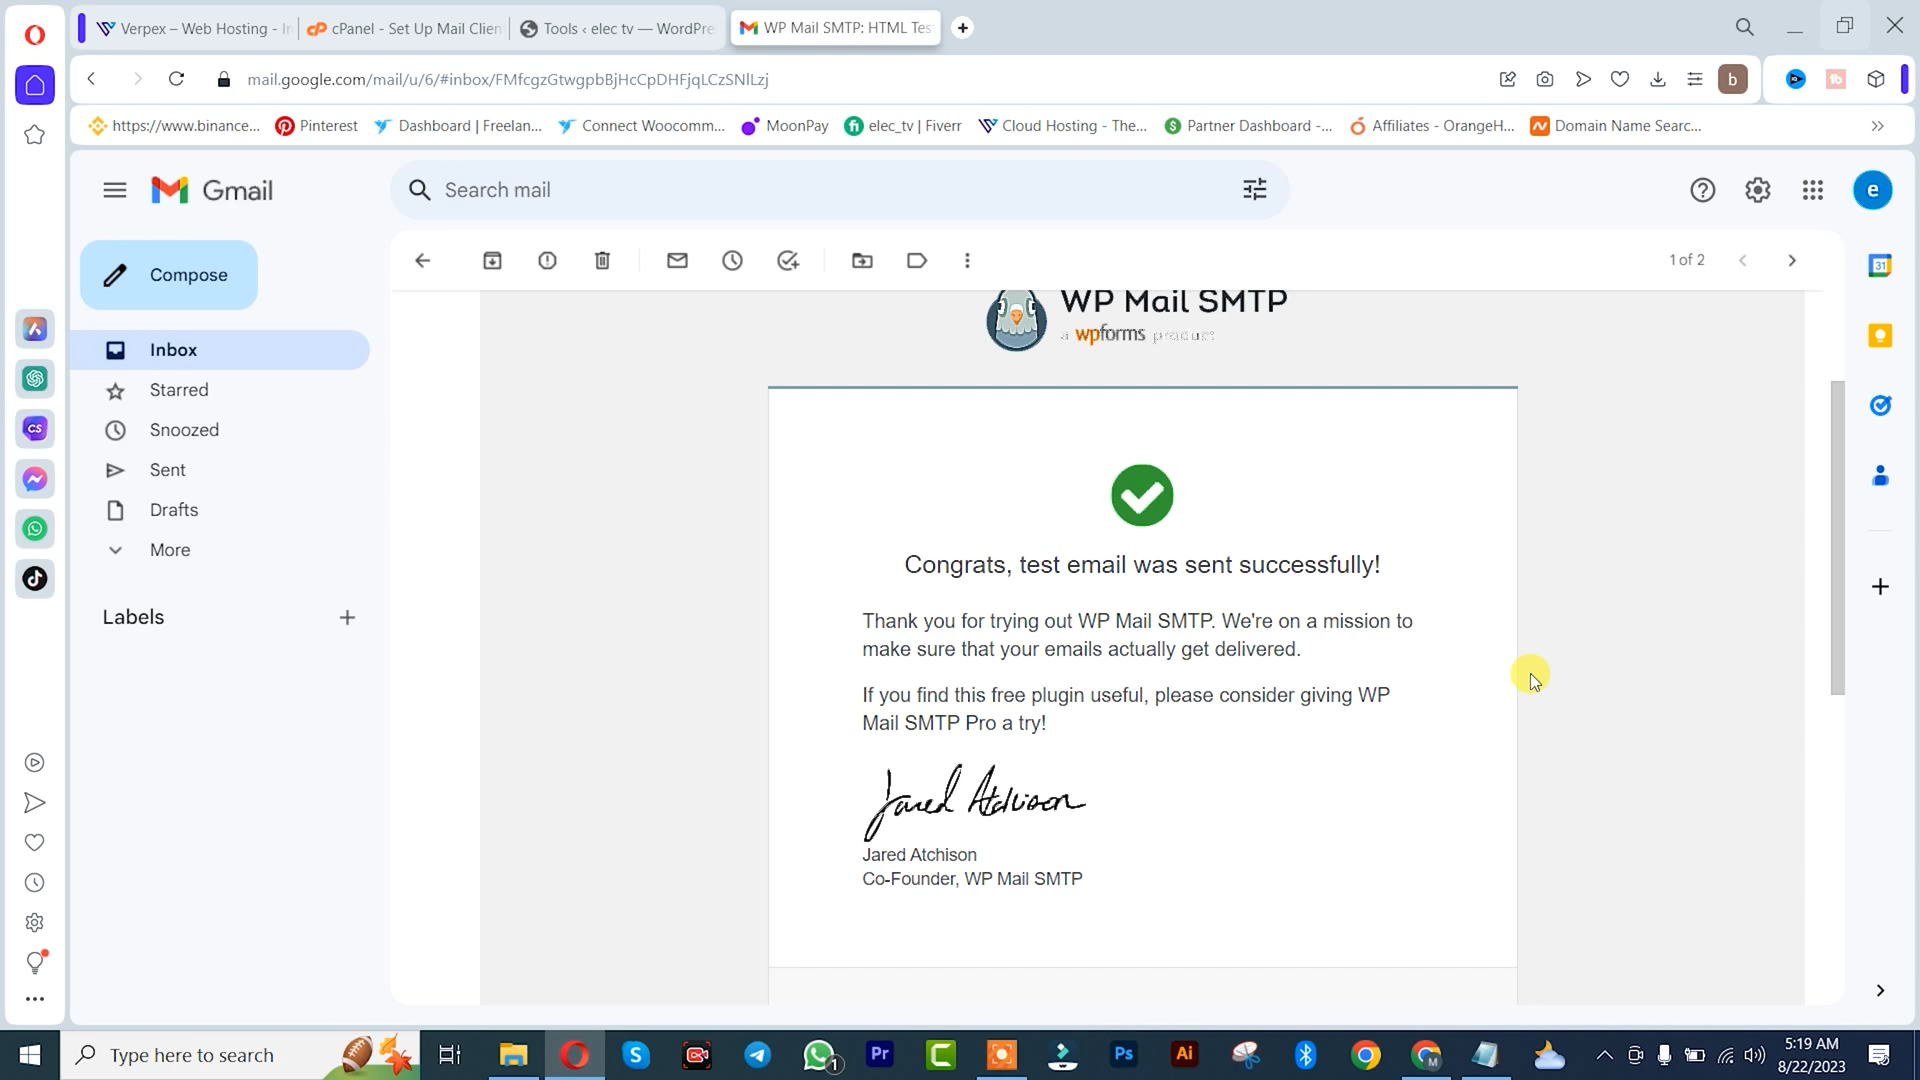 Verpex – Web Hosting - I
cPanel - Set Up Mail Clien
Tools ‹ elec tv — WordPre
WP Mail SMTP: HTML Tes
mail.google.com/mail/u/6/#inbox/FMfcgzGtwgpbBjHcCpDHFjqLCzSNlLzj
b
https://www.binance...
Pinterest
Dashboard | Freelan...
Connect Woocomm...
MoonPay
elec_tv | Fiverr
Cloud Hosting - The...
Partner Dashboard -...
Affiliates - OrangeH...
Domain Name Searc...
Gmail
Search mail
e
Compose
1 of 2
31
Inbox
Starred
Snoozed
Sent
Drafts
More
Labels
CS
WP Mail SMTP
a wpforms product
Congrats, test email was sent successfully!
Thank you for trying out WP Mail SMTP. We're on a mission to
make sure that your emails actually get delivered.
If you find this free plugin useful, please consider giving WP
Mail SMTP Pro a try!
Jared Atchison
Jared Atchison
Co-Founder, WP Mail SMTP
Type here to search
1
Pr
Ps
Ai
M
5:19 AM
8/22/2023